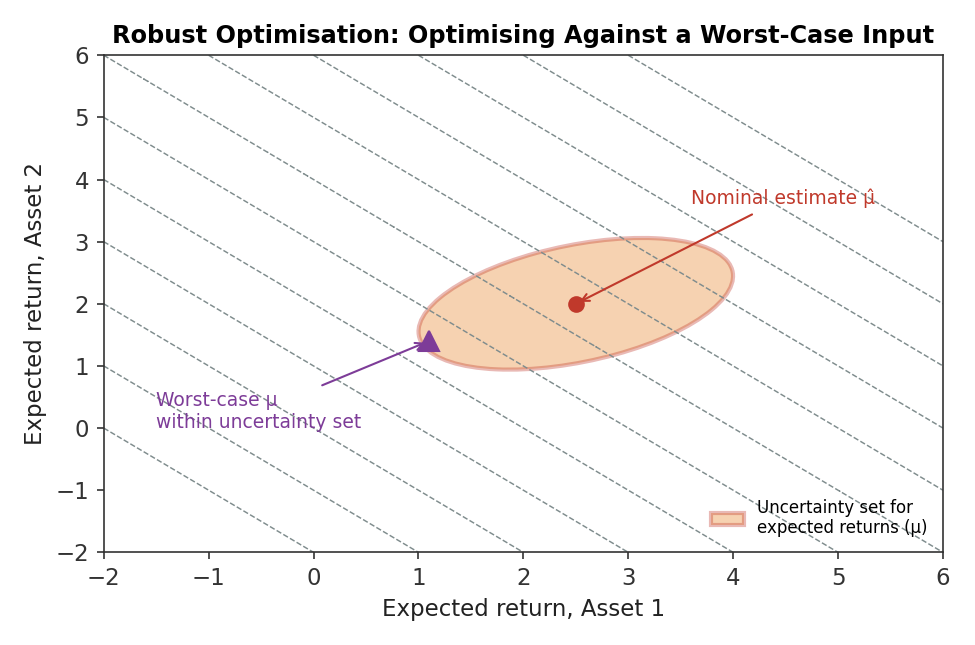 Robust Optimisation: Optimising Against a Worst-Case Input
6
5
4
3
2
1
0
−1
−2
Expected return, Asset 2
Nominal estimate μ̂
Worst-case μ
within uncertainty set
Uncertainty set for
expected returns (μ)
−2 −1 0 1 2 3 4 5 6
Expected return, Asset 1